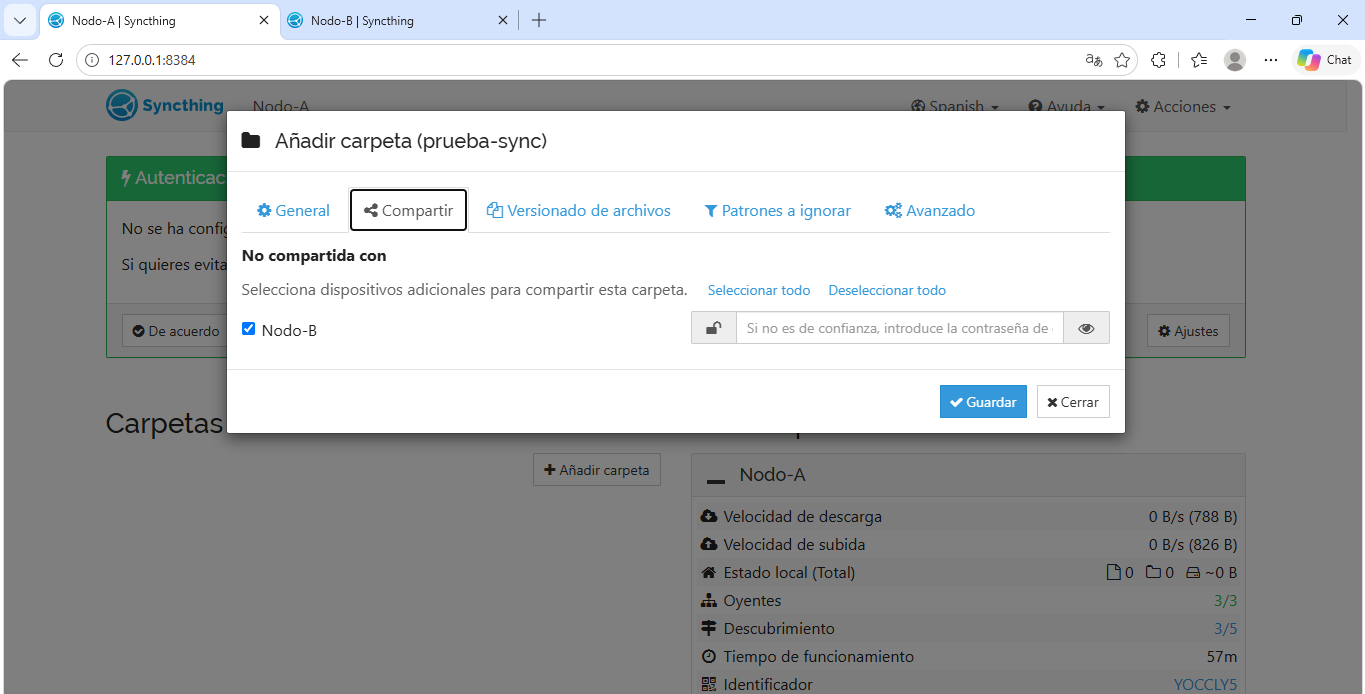 Nodo-A | Syncthing
Nodo-B | Syncthing
127.0.0.1:8384
Chat
Syncthing Nodo-A Spanish Ayuda Acciones
Añadir carpeta (prueba-sync)
Autenticac
General Compartir Versionado de archivos Patrones a ignorar Avanzado
No se ha config
No compartida con
Si quieres evita
Selecciona dispositivos adicionales para compartir esta carpeta. Seleccionar todo Deseleccionar todo
Nodo-B Si no es de confianza, introduce la contraseña de
De acuerdo Ajustes
Guardar Cerrar
Carpetas
Añadir carpeta
Nodo-A
Velocidad de descarga 0 B/s (788 B)
Velocidad de subida 0 B/s (826 B)
Estado local (Total) 0 0 ~0 B
Oyentes 3/3
Descubrimiento 3/5
Tiempo de funcionamiento 57m
Identificador YOCCLY5